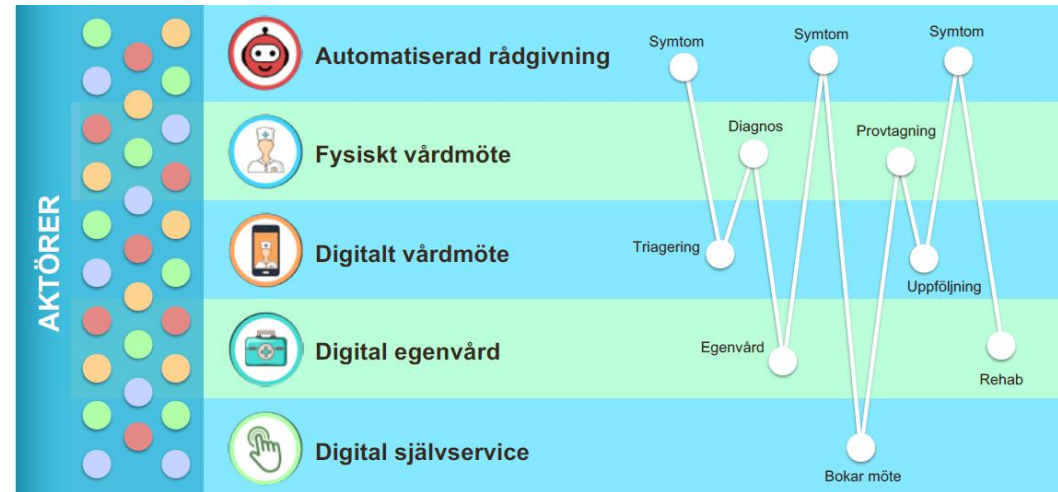 AKTÖRER
Automatiserad rådgivning
Fysiskt vårdmöte
Digitalt vårdmöte
Digital egenvård
Digital självservice
Symtom
Triagering
Diagnos
Egenvård
Symtom
Bokar möte
Provtagning
Uppföljning
Symtom
Rehab